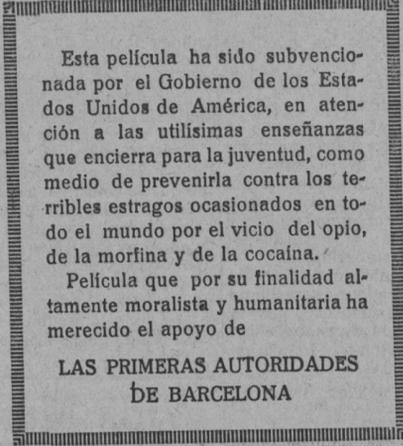 Esta película ha sido subvencio-
nada por el Gobierno de los Esta-
dos Unidos de América, en aten-
ción a las utilísimas enseñanzas
que encierra para la juventud, como
medio de prevenirla contra los te-
rribles estragos ocasionados en to-
do el mundo por el vicio del opio,
de la morfina y de la cocaína.
Película que por su finalidad al-
tamente moralista y humanitaria ha
merecido el apoyo de
LAS PRIMERAS AUTORIDADES
DE BARCELONA